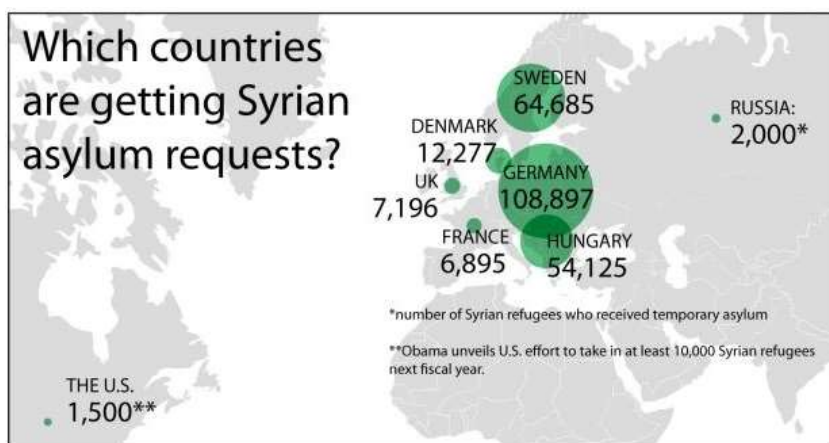 Which countries
are getting Syrian
asylum requests?
SWEDEN
64,685
RUSSIA:
2,000*
DENMARK
12,277
GERMANY
108,897
UK
7,196
FRANCE
6,895
HUNGARY
54,125
*number of Syrian refugees who received temporary asylum
**Obama unveils U.S. effort to take in at least 10,000 Syrian refugees
next fiscal year.
THE U.S.
1,500**